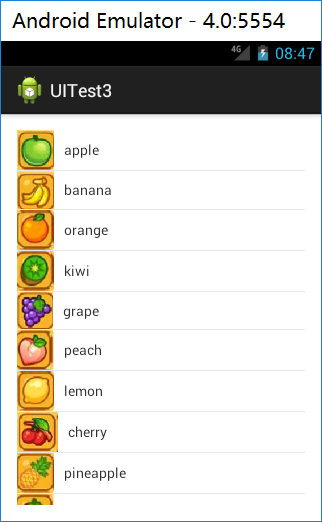 Android Emulator - 4.0:5554
4G 08:47
UITest3
apple
banana
orange
kiwi
grape
peach
lemon
cherry
pineapple